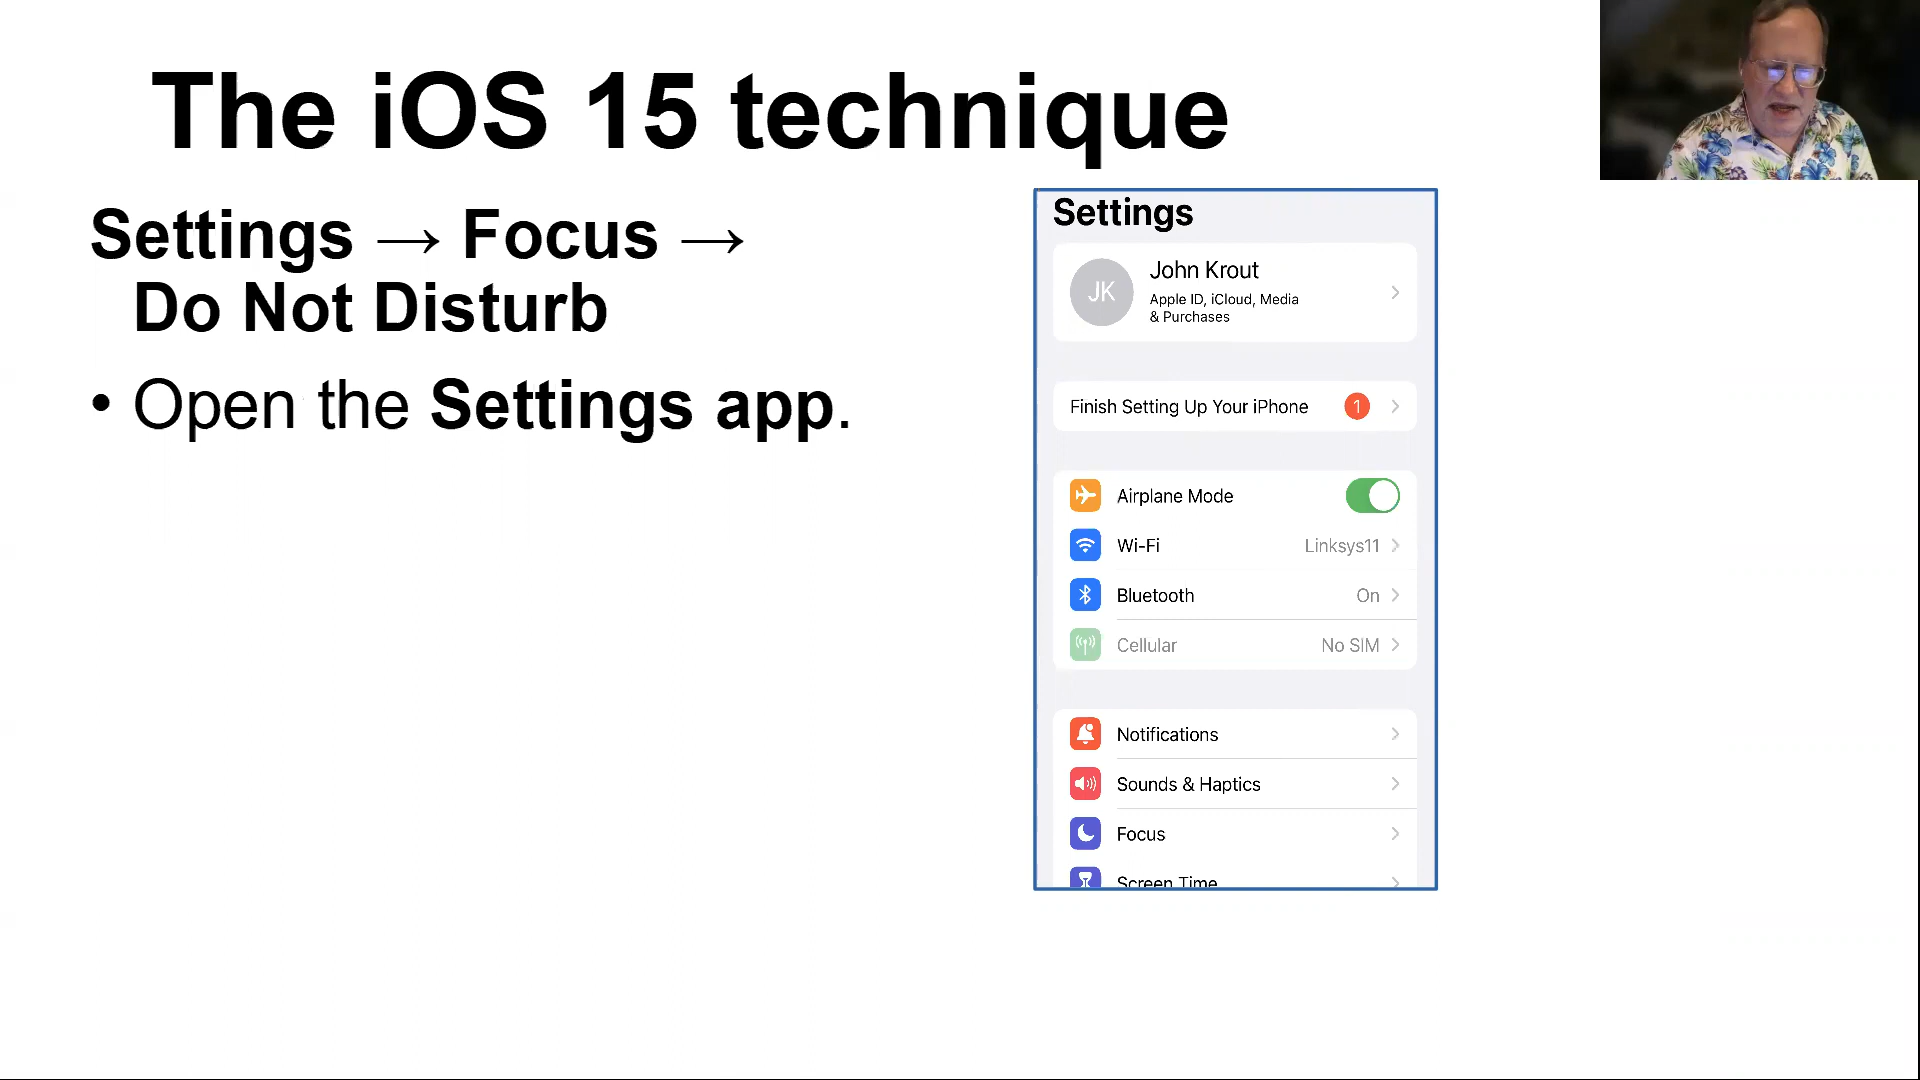 The iOS 15 technique
Settings → Focus →
Do Not Disturb
• Open the Settings app.
Settings
JK
John Krout
Apple ID, iCloud, Media
& Purchases
Finish Setting Up Your iPhone 1
Airplane Mode
Wi-Fi Linksys11
Bluetooth On
Cellular No SIM
Notifications
Sounds & Haptics
Focus
Screen Time